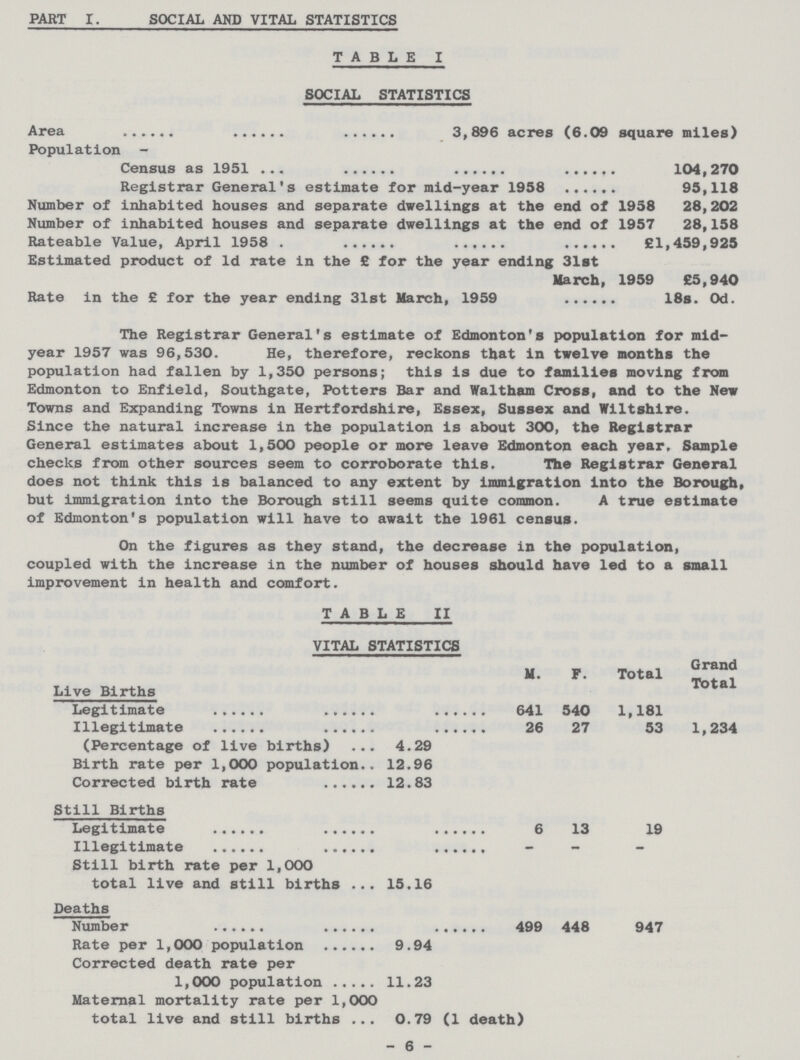 PART I. SOCIAL AND VITAL STATISTICS
TABLE I
SOCIAL STATISTICS
Area ...... ...... ...... 3,896 acres (6.09 square miles)
Population -
Census as 1951 ... ...... ...... ...... 104,270
Registrar General's estimate for mid-year 1958 ...... 95,118
Number of inhabited houses and separate dwellings at the end of 1958 28,202
Number of inhabited houses and separate dwellings at the end of 1957 28,158
Rateable Value, April 1958 . ...... ...... ...... £1,459,925
Estimated product of 1d rate in the £ for the year ending 31st
March, 1959 £5,940
Rate in the £ for the year ending 31st March, 1959 ...... 18s. 0d.
The Registrar General's estimate of Edmonton's population for mid-
year 1957 was 96,530. He, therefore, reckons that in twelve months the
population had fallen by 1,350 persons; this is due to families moving from
Edmonton to Enfield, Southgate, Potters Bar and Waltham Cross, and to the New
Towns and Expanding Towns in Hertfordshire, Essex, Sussex and Wiltshire.
Since the natural increase in the population is about 300, the Registrar
General estimates about 1,500 people or more leave Edmonton each year. Sample
checks from other sources seem to corroborate this. The Registrar General
does not think this is balanced to any extent by immigration into the Borough,
but immigration into the Borough still seems quite common. A true estimate
of Edmonton's population will have to await the 1961 census.
On the figures as they stand, the decrease in the population,
coupled with the increase in the number of houses should have led to a small
improvement in health and comfort.
TABLE II
VITAL STATISTICS
M. F. Total Grand Total
Live Births
Legitimate ...... ...... ...... 641 540 1,181
Illegitimate ...... ...... ...... 26 27 53 1,234
(Percentage of live births) ... 4.29
Birth rate per 1,000 population.. 12.96
Corrected birth rate ...... 12.83
Still Births
Legitimate ...... ...... ...... 6 13 19
Illegitimate ...... ...... ...... - - -
Still birth rate per 1,000
total live and still births ... 15.16
Deaths
Number ...... ...... ...... 499 448 947
Rate per 1,000 population ...... 9.94
Corrected death rate per
1,000 population ..... 11.23
Maternal mortality rate per 1,000
total live and still births ... 0.79 (1 death)
- 6 -